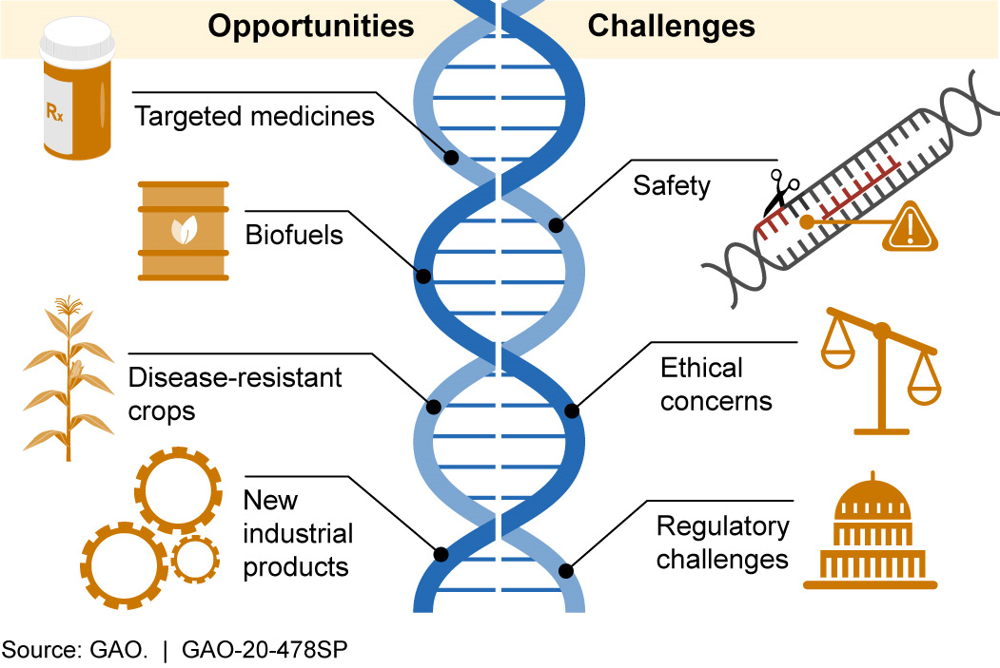 Opportunities
Challenges
Rx
Targeted medicines
Safety
Biofuels
Disease-resistant
crops
Ethical
concerns
New
industrial
products
Regulatory
challenges
!
Source: GAO. | GAO-20-478SP